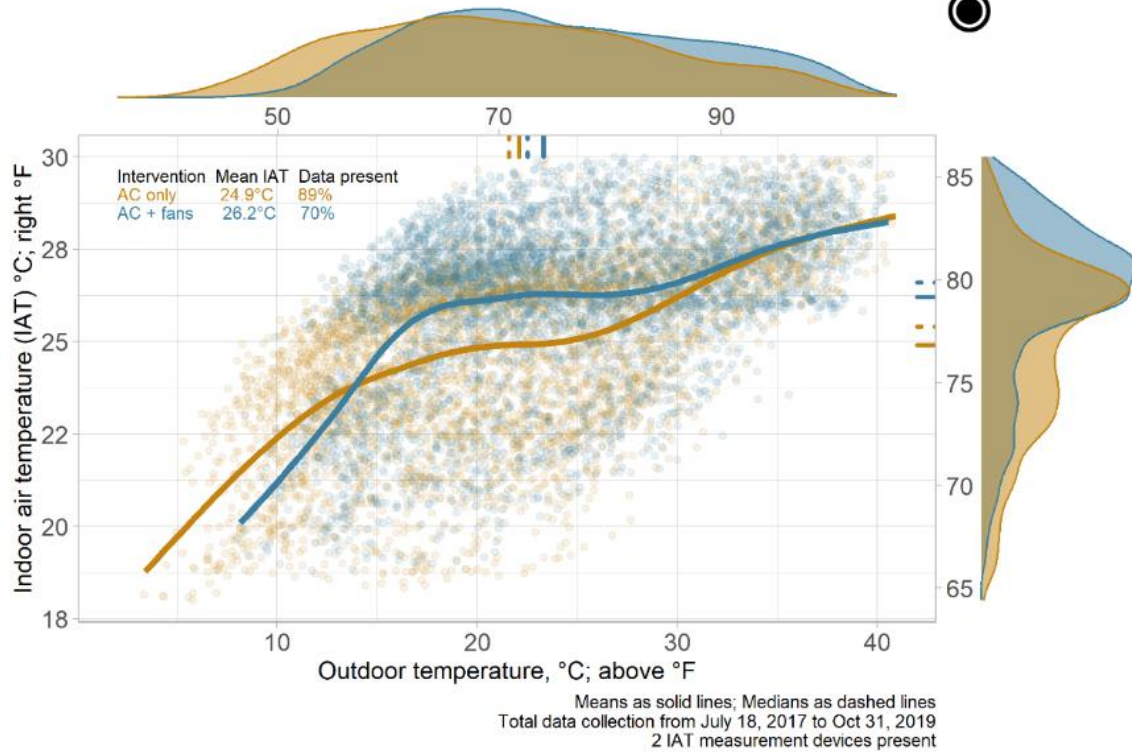 50 70 90
30
28
25
22
20
18
Indoor air temperature (IAT) °C; right °F
Intervention Mean IAT Data present
AC only 24.9°C 89%
AC + fans 26.2°C 70%
85
80
75
70
65
10 20 30 40
Outdoor temperature, °C; above °F
Means as solid lines; Medians as dashed lines
Total data collection from July 18, 2017 to Oct 31, 2019
2 IAT measurement devices present